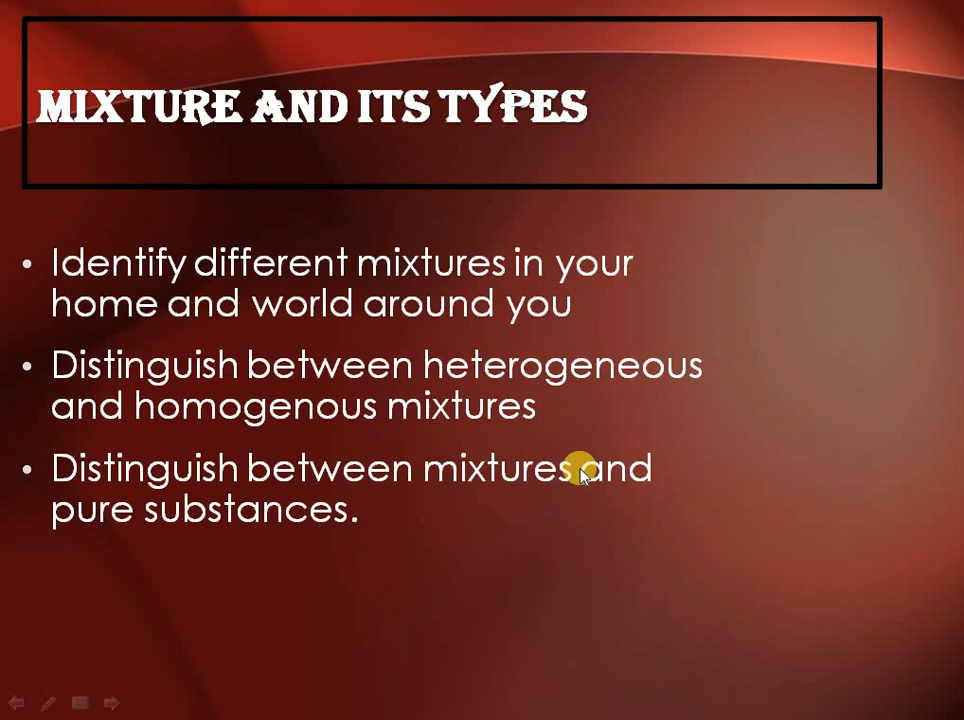 MIXTURE AND ITS TYPES
• Identify different mixtures in your
home and world around you
• Distinguish between heterogeneous
and homogenous mixtures
• Distinguish between mixtures and
pure substances.